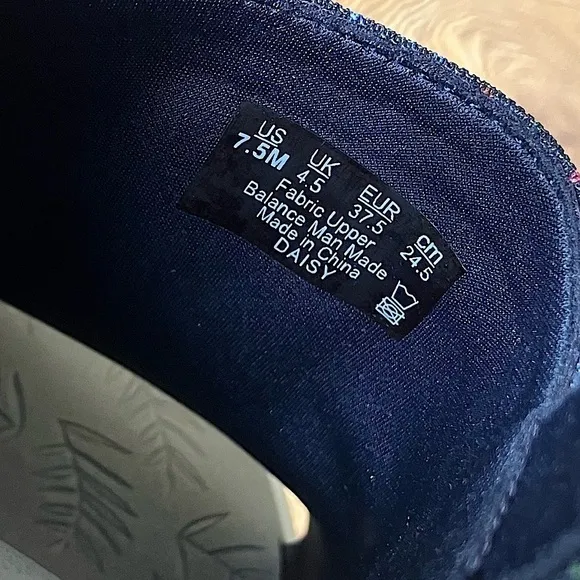 US UK EUR cm
7.5M 4.5 37.5 24.5
Fabric Upper
Balance Man Made
Made in China
DAISY